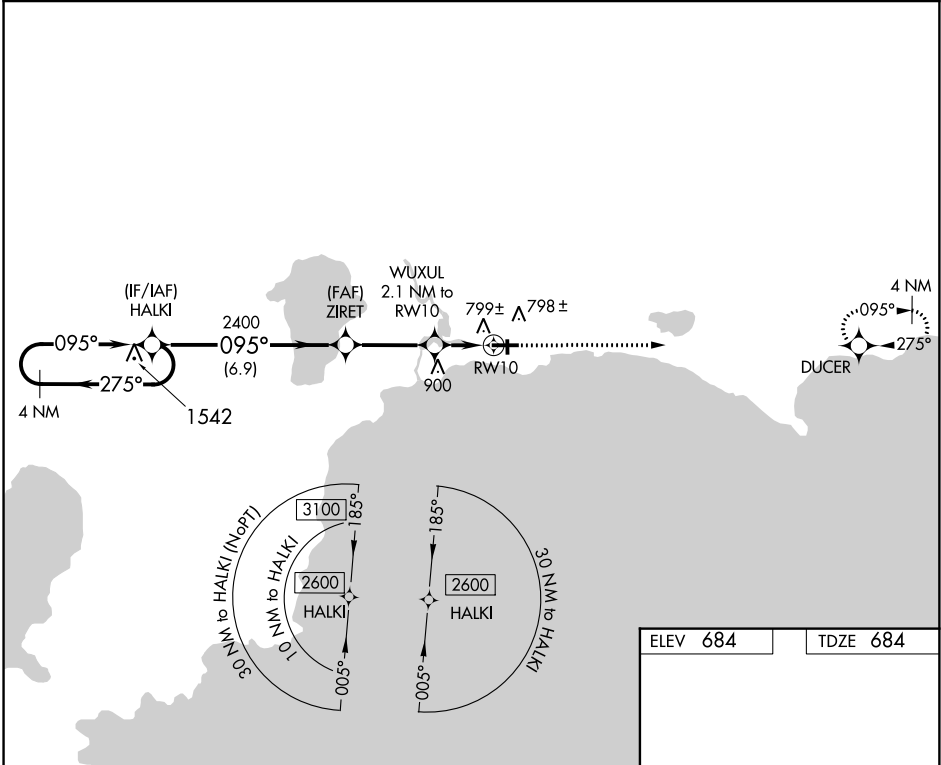 (IF/IAF)
HALKI
2400
095°
(6.9)
095°
275°
4 NM
1542
(FAF)
ZIRET
WUXUL
2.1 NM to
RW10
900
799±
798±
RW10
4 NM
095°
275°
DUCER
30 NM to HALKI (NoPT)
10 NM to HALKI
3100
185°
2600
HALKI
005°
185°
2600
HALKI
005°
30 NM to HALKI
ELEV 684
TDZE 684